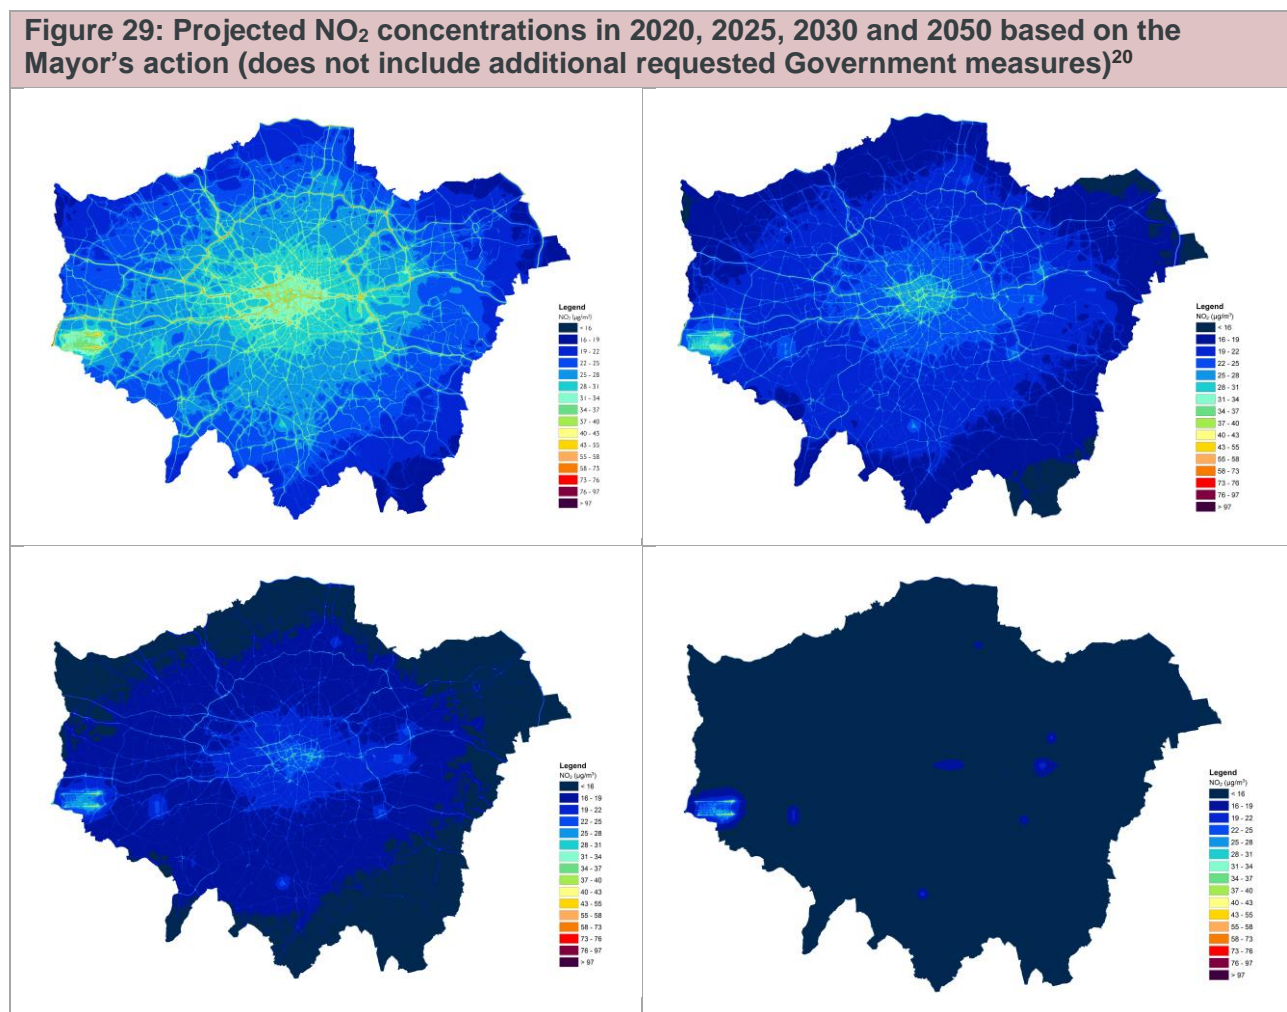 Figure 29: Projected NO₂ concentrations in 2020, 2025, 2030 and 2050 based on the
Mayor’s action (does not include additional requested Government measures)²⁰
Legend
NO₂ (µg/m³)
< 16
16 - 19
19 - 22
22 - 25
25 - 28
28 - 31
31 - 34
34 - 37
37 - 40
40 - 43
43 - 55
55 - 58
58 - 73
73 - 76
76 - 97
> 97
Legend
NO₂ (µg/m³)
< 16
16 - 19
19 - 22
22 - 25
25 - 28
28 - 31
31 - 34
34 - 37
37 - 40
40 - 43
43 - 55
55 - 58
58 - 73
73 - 76
76 - 97
> 97
Legend
NO₂ (µg/m³)
< 16
16 - 19
19 - 22
22 - 25
25 - 28
28 - 31
31 - 34
34 - 37
37 - 40
40 - 43
43 - 55
55 - 58
58 - 73
73 - 76
76 - 97
> 97
Legend
NO₂ (µg/m³)
< 16
16 - 19
19 - 22
22 - 25
25 - 28
28 - 31
31 - 34
34 - 37
37 - 40
40 - 43
43 - 55
55 - 58
58 - 73
73 - 76
76 - 97
> 97